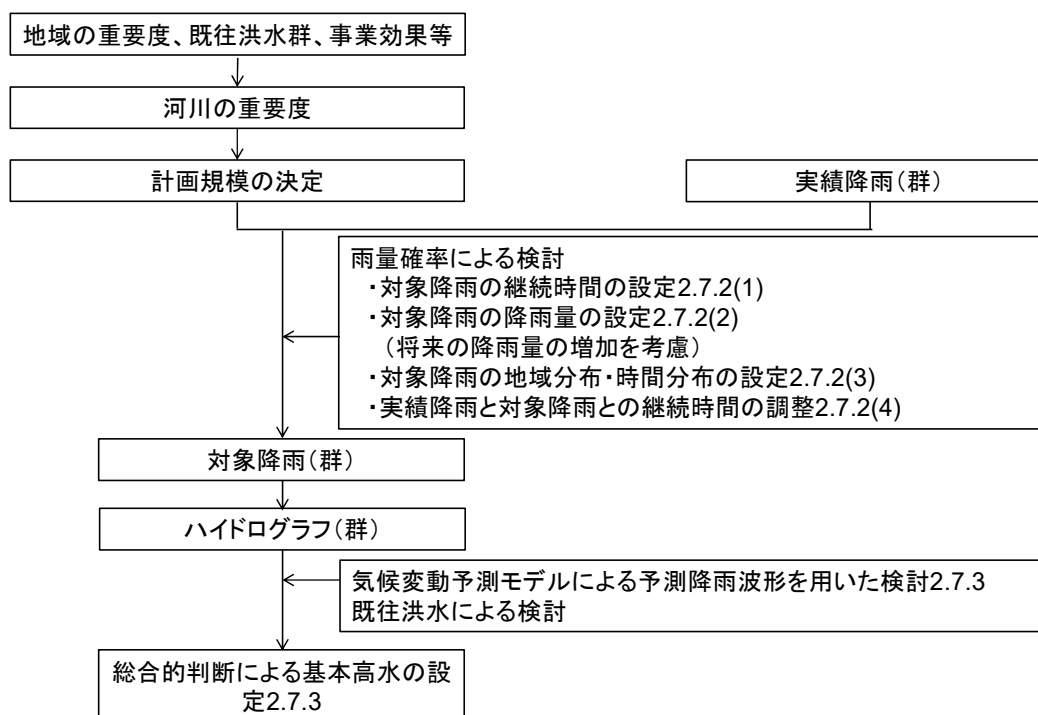 地域の重要度、既往洪水群、事業効果等
河川の重要度
計画規模の決定
実績降雨（群）
雨量確率による検討
・対象降雨の継続時間の設定2.7.2(1)
・対象降雨の降雨量の設定2.7.2(2)
（将来の降雨量の増加を考慮）
・対象降雨の地域分布・時間分布の設定2.7.2(3)
・実績降雨と対象降雨との継続時間の調整2.7.2(4)
対象降雨（群）
ハイドログラフ（群）
気候変動予測モデルによる予測降雨波形を用いた検討2.7.3
既往洪水による検討
総合的判断による基本高水の設
定2.7.3